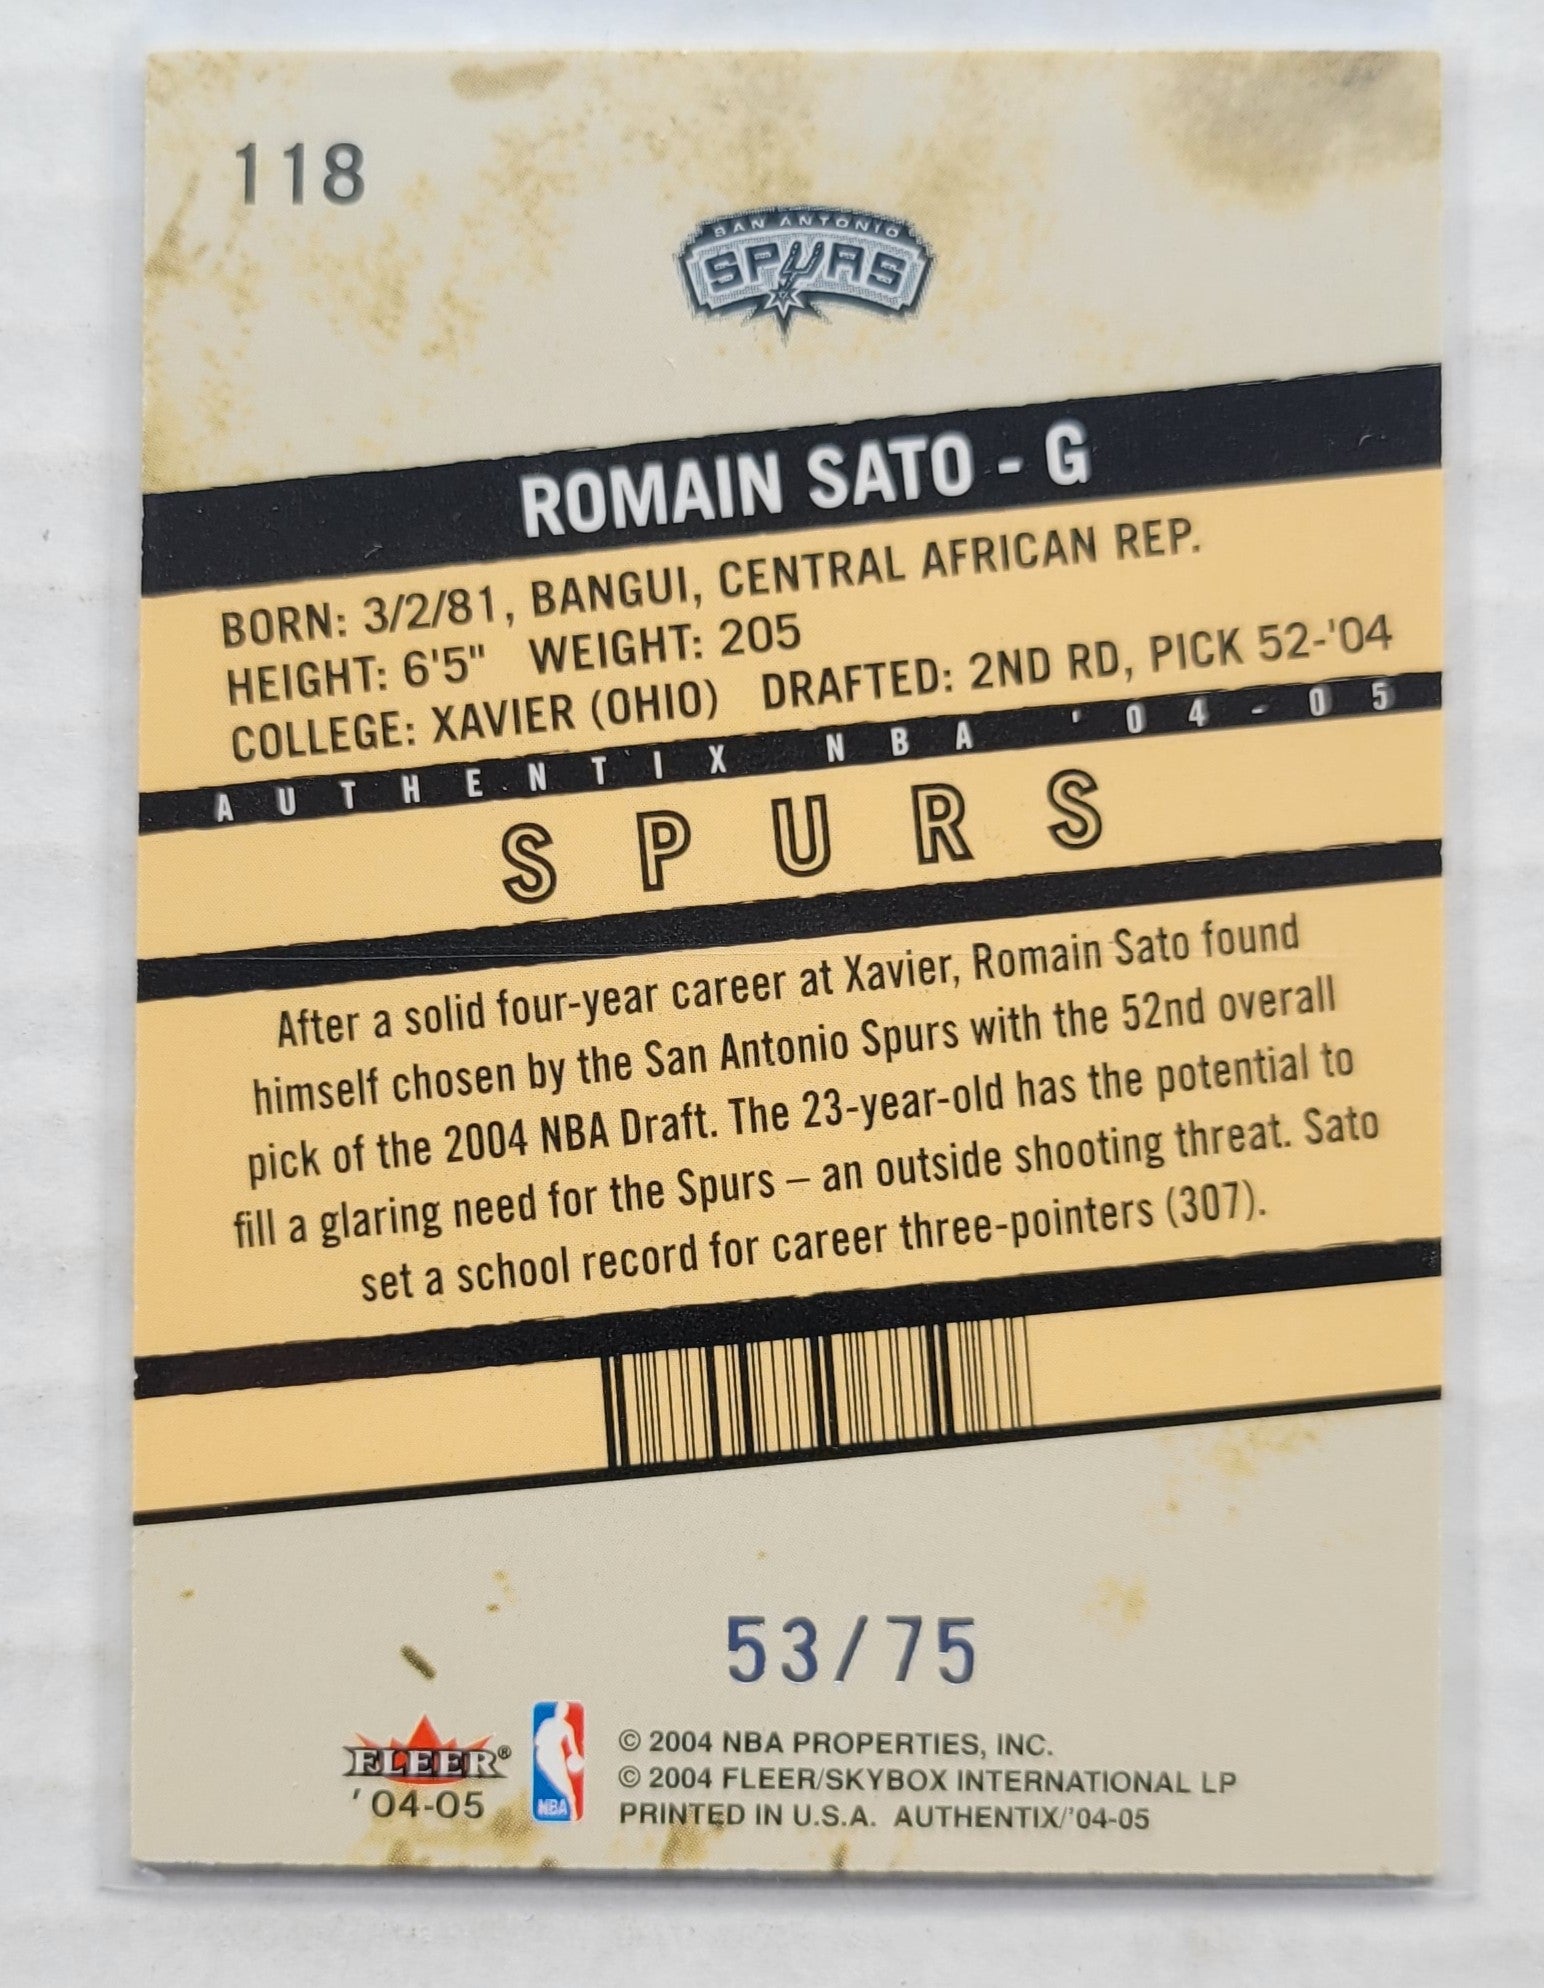 118
SAN ANTONIO
SPURS
ROMAIN SATO - G
BORN: 3/2/81, BANGUI, CENTRAL AFRICAN REP.
HEIGHT: 6'5" WEIGHT: 205
COLLEGE: XAVIER (OHIO) DRAFTED: 2ND RD, PICK 52-'04
AUTHENTIX NBA '04-05
SPURS
After a solid four-year career at Xavier, Romain Sato found
himself chosen by the San Antonio Spurs with the 52nd overall
pick of the 2004 NBA Draft. The 23-year-old has the potential to
fill a glaring need for the Spurs – an outside shooting threat. Sato
set a school record for career three-pointers (307).
53/75
FLEER®
'04-05
NBA
© 2004 NBA PROPERTIES, INC.
© 2004 FLEER/SKYBOX INTERNATIONAL LP
PRINTED IN U.S.A. AUTHENTIX/'04-05